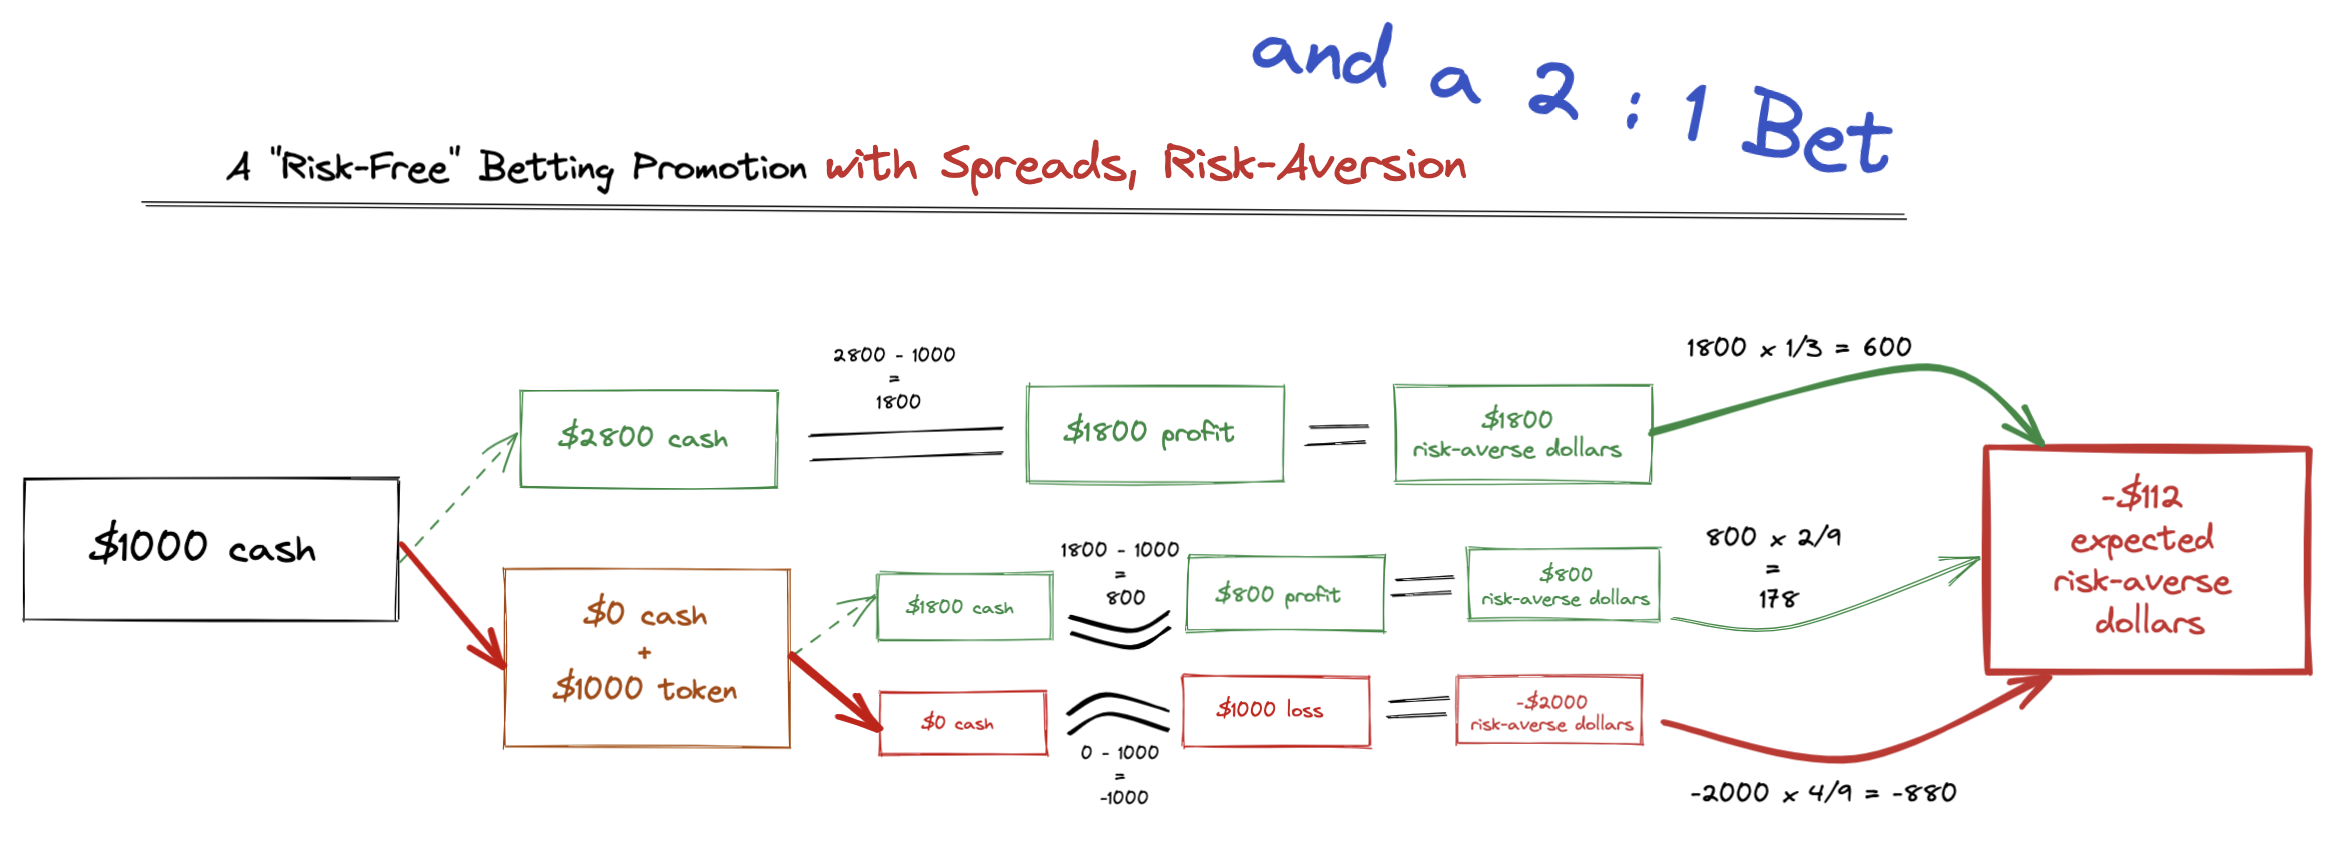 and a 2 : 1 Bet
A "Risk-Free" Betting Promotion with Spreads, Risk-Aversion
$1000 cash
$2800 cash
2800 - 1000
=
1800
$1800 profit
$1800
risk-averse dollars
1800 x 1/3 = 600
$0 cash
+
$1000 token
$1800 cash
1800 - 1000
=
800
$800 profit
$800
risk-averse dollars
800 x 2/9
=
178
$0 cash
0 - 1000
=
-1000
$1000 loss
-$2000
risk-averse dollars
-2000 x 4/9 = -880
-$112
expected
risk-averse
dollars